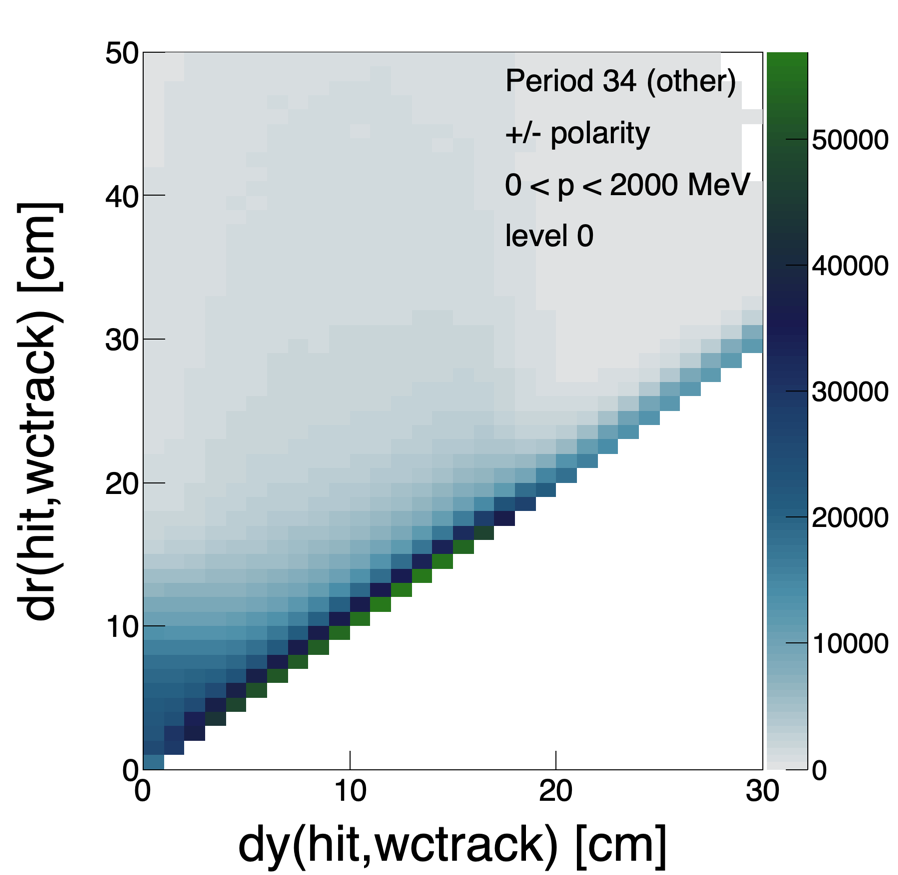 50
40
30
20
10
0
0
10
20
30
dr(hit,wctrack) [cm]
dy(hit,wctrack) [cm]
Period 34 (other)
+/- polarity
0 < p < 2000 MeV
level 0
50000
40000
30000
20000
10000
0